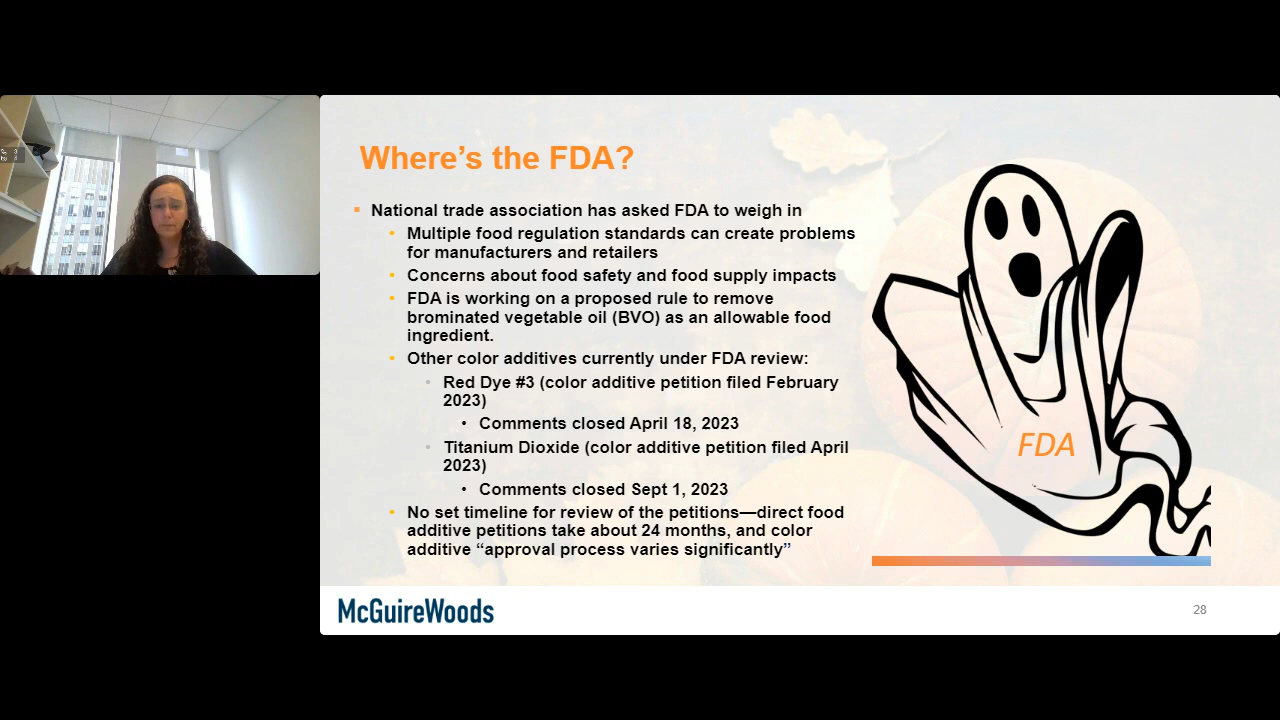 Where’s the FDA?
▪ National trade association has asked FDA to weigh in
• Multiple food regulation standards can create problems
for manufacturers and retailers
• Concerns about food safety and food supply impacts
• FDA is working on a proposed rule to remove
brominated vegetable oil (BVO) as an allowable food
ingredient.
• Other color additives currently under FDA review:
• Red Dye #3 (color additive petition filed February
2023)
• Comments closed April 18, 2023
• Titanium Dioxide (color additive petition filed April
2023)
• Comments closed Sept 1, 2023
• No set timeline for review of the petitions—direct food
additive petitions take about 24 months, and color
additive “approval process varies significantly”
FDA
McGuireWoods
28